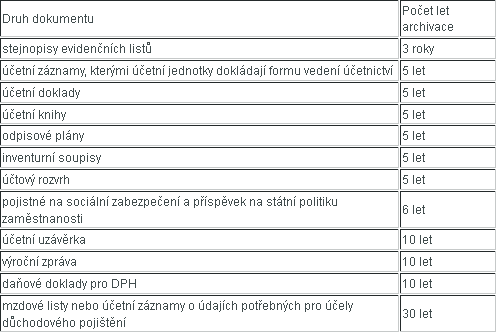 Druh dokumentu
Počet let
archivace
stejnopisy evidenčních listů
3 roky
účetní záznamy, kterými účetní jednotky dokládají formu vedení účetnictví
5 let
účetní doklady
5 let
účetní knihy
5 let
odpisové plány
5 let
inventurní soupisy
5 let
účtový rozvrh
5 let
pojistné na sociální zabezpečení a příspěvek na státní politiku
zaměstnanosti
6 let
účetní uzávěrka
10 let
výroční zpráva
10 let
daňové doklady pro DPH
10 let
mzdové listy nebo účetní záznamy o údajích potřebných pro účely
důchodového pojištění
30 let